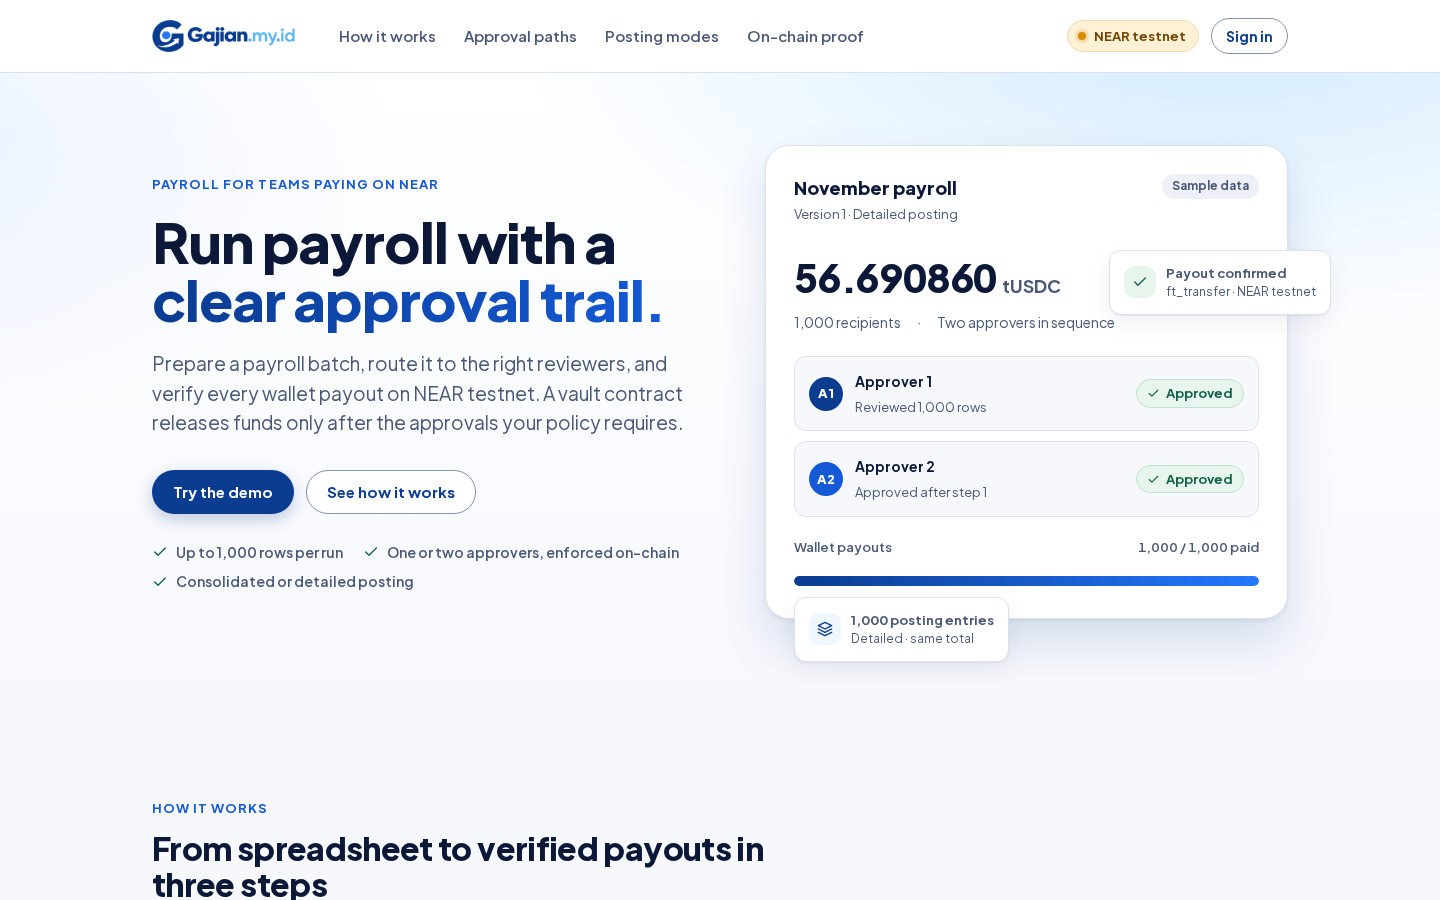 Gajian.my.id
How it works
Approval paths
Posting modes
On-chain proof
NEAR testnet
Sign in
PAYROLL FOR TEAMS PAYING ON NEAR
Run payroll with a
clear approval trail.
Prepare a payroll batch, route it to the right reviewers, and
verify every wallet payout on NEAR testnet. A vault contract
releases funds only after the approvals your policy requires.
Try the demo
See how it works
Up to 1,000 rows per run
One or two approvers, enforced on-chain
Consolidated or detailed posting
November payroll
Sample data
Version 1 · Detailed posting
56.690860 tUSDC
Payout confirmed
ft_transfer · NEAR testnet
1,000 recipients · Two approvers in sequence
A1
Approver 1
Reviewed 1,000 rows
Approved
A2
Approver 2
Approved after step 1
Approved
Wallet payouts
1,000 / 1,000 paid
1,000 posting entries
Detailed · same total
HOW IT WORKS
From spreadsheet to verified payouts in
three steps